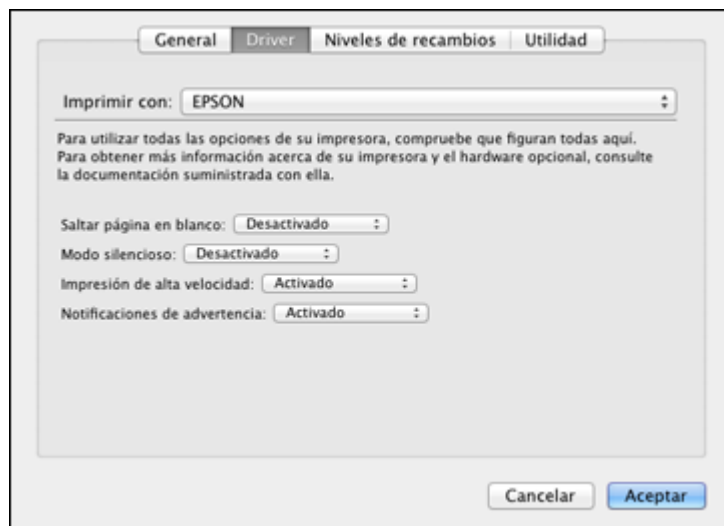 General Driver Niveles de recambios Utilidad
Imprimir con: EPSON
Para utilizar todas las opciones de su impresora, compruebe que figuran todas aquí.
Para obtener más información acerca de su impresora y el hardware opcional, consulte
la documentación suministrada con ella.
Saltar página en blanco: Desactivado
Modo silencioso: Desactivado
Impresión de alta velocidad: Activado
Notificaciones de advertencia: Activado
Cancelar Aceptar